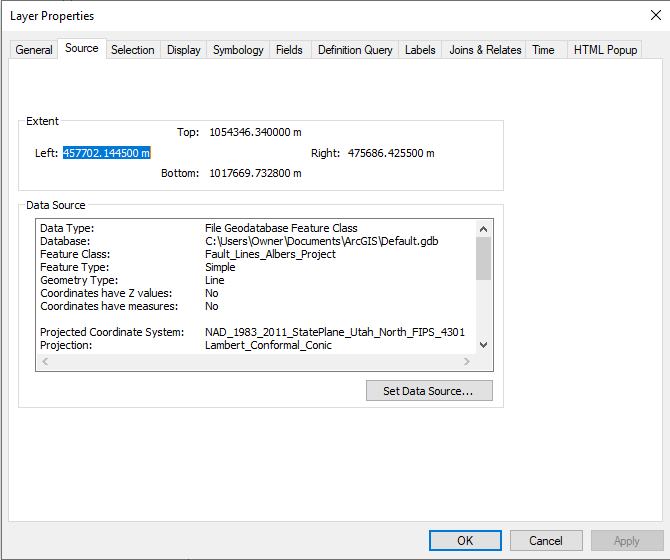 Layer Properties
General Source Selection Display Symbology Fields Definition Query Labels Joins & Relates Time HTML Popup
Extent
Top: 1054346.340000 m
Left: 457702.144500 m Right: 475686.425500 m
Bottom: 1017669.732800 m
Data Source
Data Type: File Geodatabase Feature Class
Database: C:\Users\Owner\Documents\ArcGIS\Default.gdb
Feature Class: Fault_Lines_Albers_Project
Feature Type: Simple
Geometry Type: Line
Coordinates have Z values: No
Coordinates have measures: No
Projected Coordinate System: NAD_1983_2011_StatePlane_Utah_North_FIPS_4301
Projection: Lambert_Conformal_Conic
Set Data Source...
OK Cancel Apply